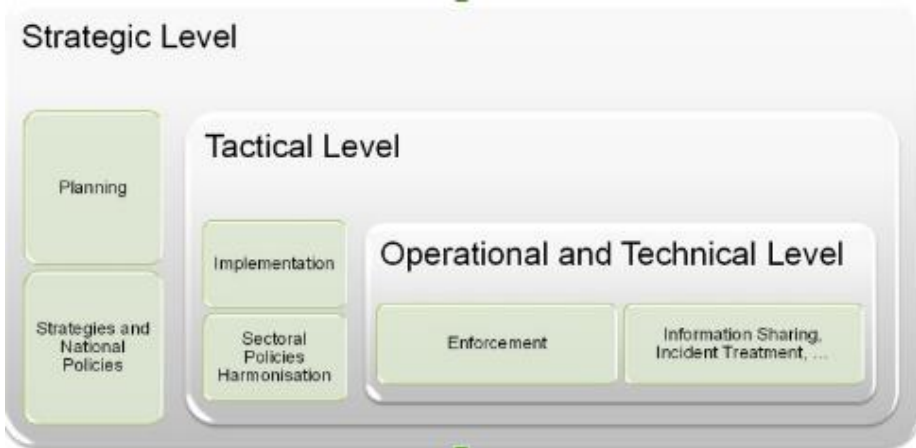 Strategic Level
Planning
Strategies and
National
Policies
Tactical Level
Implementation
Sectoral
Policies
Harmonisation
Operational and Technical Level
Enforcement
Information Sharing,
Incident Treatment, ...